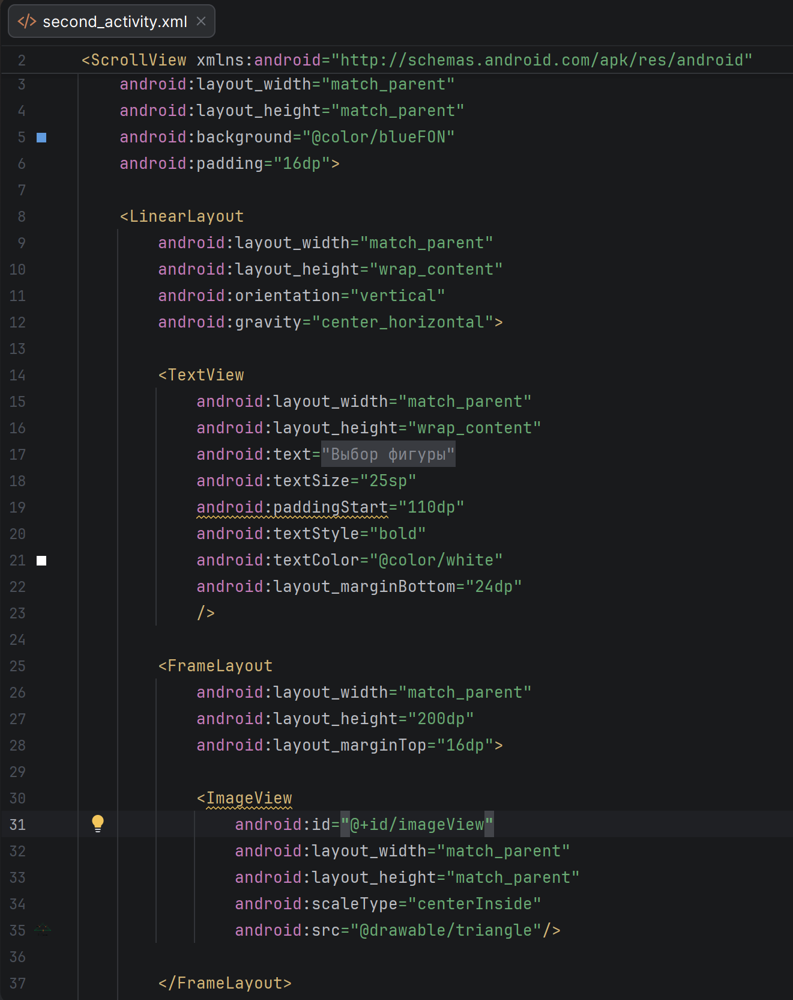 second_activity.xml
2 <ScrollView xmlns:android="http://schemas.android.com/apk/res/android"
3 android:layout_width="match_parent"
4 android:layout_height="match_parent"
5 android:background="@color/blueFON"
6 android:padding="16dp">
7
8 <LinearLayout
9 android:layout_width="match_parent"
10 android:layout_height="wrap_content"
11 android:orientation="vertical"
12 android:gravity="center_horizontal">
13
14 <TextView
15 android:layout_width="match_parent"
16 android:layout_height="wrap_content"
17 android:text="Выбор фигуры"
18 android:textSize="25sp"
19 android:paddingStart="110dp"
20 android:textStyle="bold"
21 android:textColor="@color/white"
22 android:layout_marginBottom="24dp"
23 />
24
25 <FrameLayout
26 android:layout_width="match_parent"
27 android:layout_height="200dp"
28 android:layout_marginTop="16dp">
29
30 <ImageView
31 android:id="@+id/imageView"
32 android:layout_width="match_parent"
33 android:layout_height="match_parent"
34 android:scaleType="centerInside"
35 android:src="@drawable/triangle"/>
36
37 </FrameLayout>